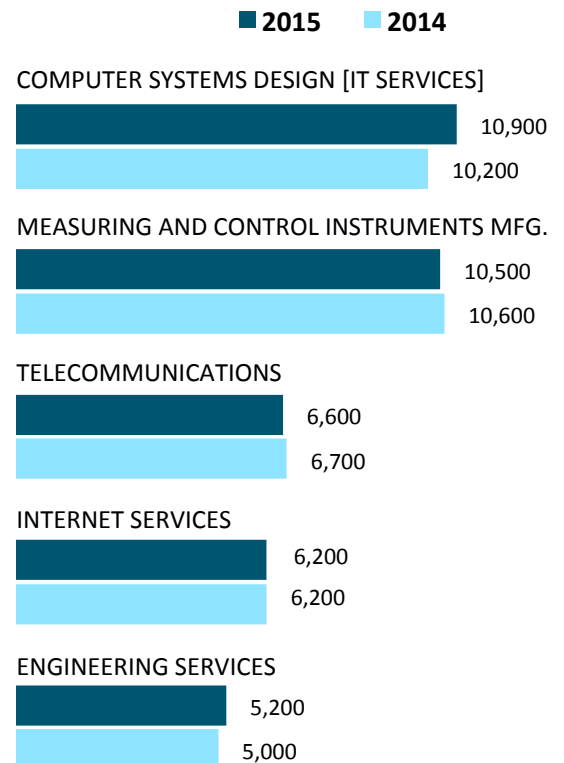 2015 2014
COMPUTER SYSTEMS DESIGN [IT SERVICES]
10,900
10,200
MEASURING AND CONTROL INSTRUMENTS MFG.
10,500
10,600
TELECOMMUNICATIONS
6,600
6,700
INTERNET SERVICES
6,200
6,200
ENGINEERING SERVICES
5,200
5,000